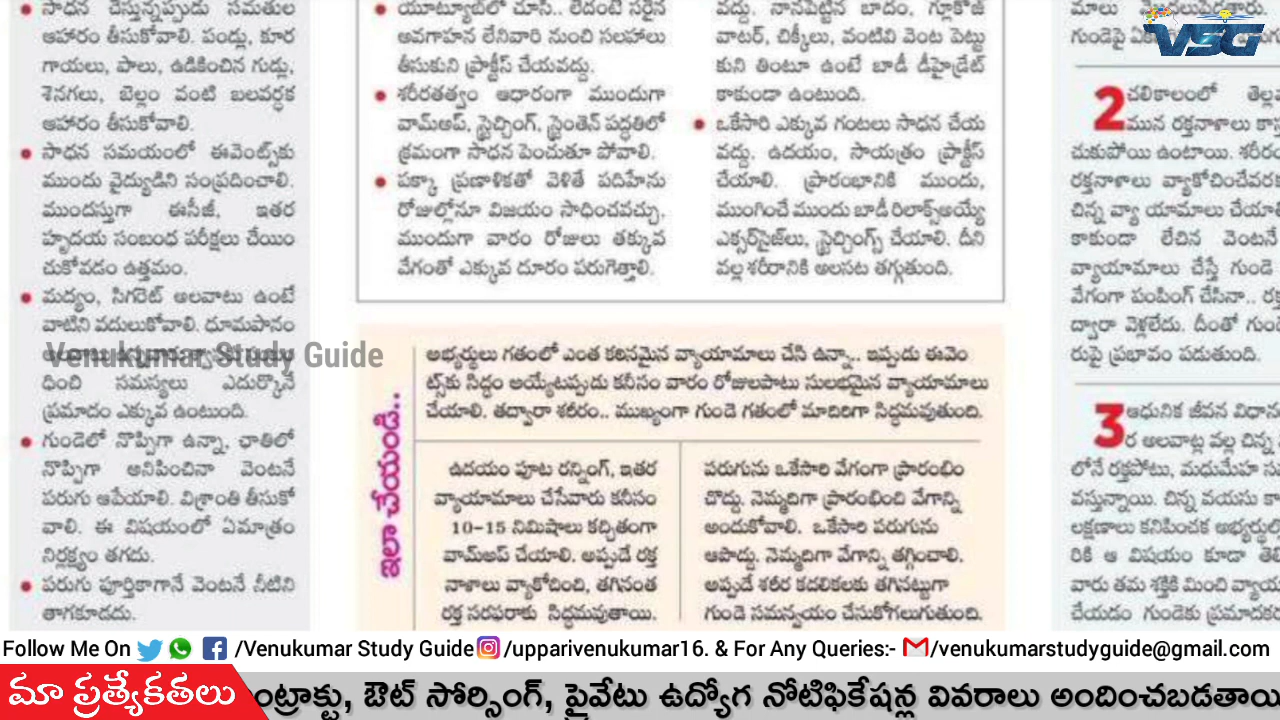 సాధన చేస్తున్నప్పుడు సమతుల
ఆహారం తీసుకోవాలి. పండ్లు, కూర
గాయలు, పాలు, ఉడికించిన గుడ్లు,
శెనగలు, బెల్లం వంటి బలవర్ధక
ఆహారం తీసుకోవాలి.
సాధన సమయంలో ఈవెంట్స్‌కు
ముందు వైద్యుడిని సంప్రదించాలి.
ముందస్తుగా ఈసీజీ, ఇతర
హృదయ సంబంధ పరీక్షలు చేయిం
చుకోవడం ఉత్తమం.
మద్యం, సిగరెట్ అలవాటు ఉంటే
వాటిని వదులుకోవాలి. ధూమపానం
ధించి సమస్యలు ఎదుర్కొనే
ప్రమాదం ఎక్కువ ఉంటుంది.
గుండెలో నొప్పిగా ఉన్నా, ఛాతిలో
నొప్పిగా అనిపించినా వెంటనే
పరుగు ఆపేయాలి. విశ్రాంతి తీసుకో
వాలి. ఈ విషయంలో ఏమాత్రం
నిర్లక్ష్యం తగదు.
పరుగు పూర్తికాగానే వెంటనే నీటిని
తాగకూడదు.
యూట్యూబ్‌లో చూసి.. లేదంటే సరైన
అవగాహన లేని వారి నుంచి సలహాలు
తీసుకుని ప్రాక్టీస్ చేయవద్దు.
శరీరతత్వం ఆధారంగా ముందుగా
వామ్అప్, స్ట్రెచ్చింగ్, స్ట్రెంతెన్ పద్ధతిలో
క్రమంగా సాధన పెంచుతూ పోవాలి.
పక్కా ప్రణాళికతో వెళితే పదిహేను
రోజుల్లోనూ విజయం సాధించవచ్చు.
ముందుగా వారం రోజులు తక్కువ
వేగంతో ఎక్కువ దూరం పరుగెత్తాలి.
వద్దు. నానపెట్టిన బాదం, గ్లూకోజ్
వాటర్, చిక్కీలు, వంటివి వెంట పెట్టు
కుని తింటూ ఉంటే బాడీ డీహైడ్రేట్
కాకుండా ఉంటుంది.
ఒకేసారి ఎక్కువ గంటలు సాధన చేయ
వద్దు. ఉదయం, సాయత్రం ప్రాక్టీస్
చేయాలి. ప్రారంభానికి ముందు,
ముంగించే ముందు బాడీ రిలాక్స్అయ్యే
ఎక్సర్‌సైజ్‌లు, స్ట్రెచ్చింగ్స్ చేయాలి. దీని
వల్ల శరీరానికి అలసట తగ్గుతుంది.
ఇలా చేయండి..
అభ్యర్థులు గతంలో ఎంత కఠినమైన వ్యాయామాలు చేసి ఉన్నా.. ఇప్పుడు ఈవెం
ట్స్‌కు సిద్ధం అయ్యేటప్పుడు కనీసం వారం రోజులపాటు సులభమైన వ్యాయామాలు
చేయాలి. తద్వారా శరీరం.. ముఖ్యంగా గుండె గతంలో మాదిరిగా సిద్ధమవుతుంది.
ఉదయం పూట రన్నింగ్, ఇతర
వ్యాయామాలు చేసేవారు కనీసం
10-15 నిమిషాలు కచ్చితంగా
వామ్అప్ చేయాలి. అప్పుడే రక్త
నాళాలు వ్యాకోచించి, తగినంత
రక్త సరఫరాకు సిద్ధమవుతాయి.
పరుగును ఒకేసారి వేగంగా ప్రారంభిం
చొద్దు. నెమ్మదిగా ప్రారంభించి వేగాన్ని
అందుకోవాలి. ఒకేసారి పరుగును
ఆపొద్దు. నెమ్మదిగా వేగాన్ని తగ్గించాలి.
అప్పుడే శరీర కదలికలకు తగినట్టుగా
గుండె సమన్వయం చేసుకోగలుగుతుంది.
గుండెపై
2 చలికాలంలో
మున రక్తనాళాలు
చుకుపోయి ఉంటాయి.
రక్తనాళాలు
చిన్న వ్యా యామాలు
కాకుండా లేచిన వెంటనే
వ్యాయామాలు చేస్తే గుండె
వేగంగా పంపింగ్ చేసినా..
ద్వారా వెళ్లలేదు. దీంతో
రుపై ప్రభావం పడుతుంది.
3 ఆధునిక జీవన
ర అలవాట్ల వల్ల చిన్న
లోనే రక్తపోటు, మధుమేహ
వస్తున్నాయి. చిన్న వయసు
లక్షణాలు కనిపించక
రికి ఆ విషయం కూడా
వారు తమ శక్తికి మించి
చేయడం గుండెకు
VSG
Venukumar Study Guide
Follow Me On /Venukumar Study Guide /upparivenukumar16. & For Any Queries:- /venukumarstudyguide@gmail.com
మా ప్రత్యేకతలు
ంట్రాక్టు, ఔట్ సోర్సింగ్, ప్రైవేటు ఉద్యోగ నోటిఫికేషన్ల వివరాలు అందించబడతాయి